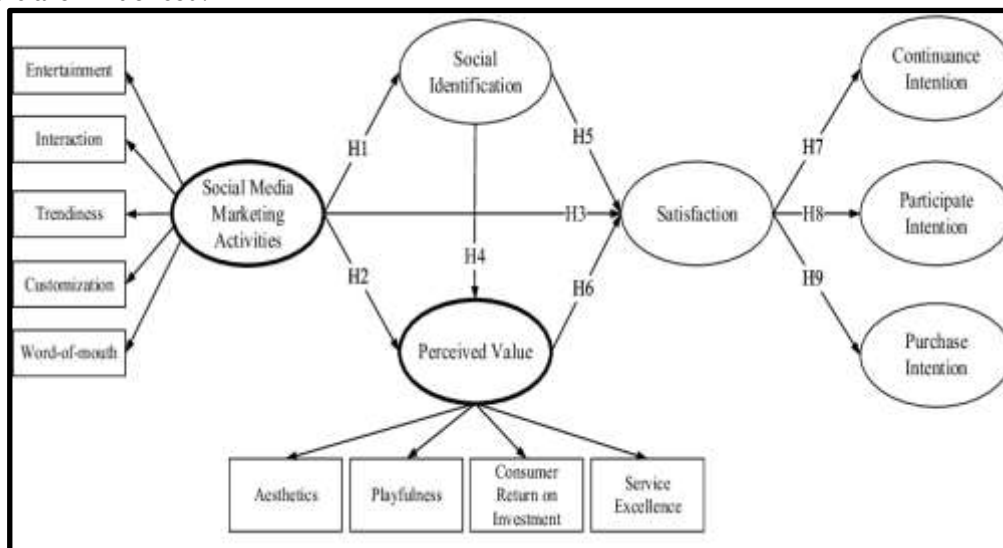 Entertainment
Interaction
Trendiness
Customization
Word-of-mouth
Social Media
Marketing
Activities
H1
H2
Social
Identification
H3
H4
Perceived Value
H5
H6
Satisfaction
H7
H8
H9
Continuance
Intention
Participate
Intention
Purchase
Intention
Aesthetics
Playfulness
Consumer
Return on
Investment
Service
Excellence